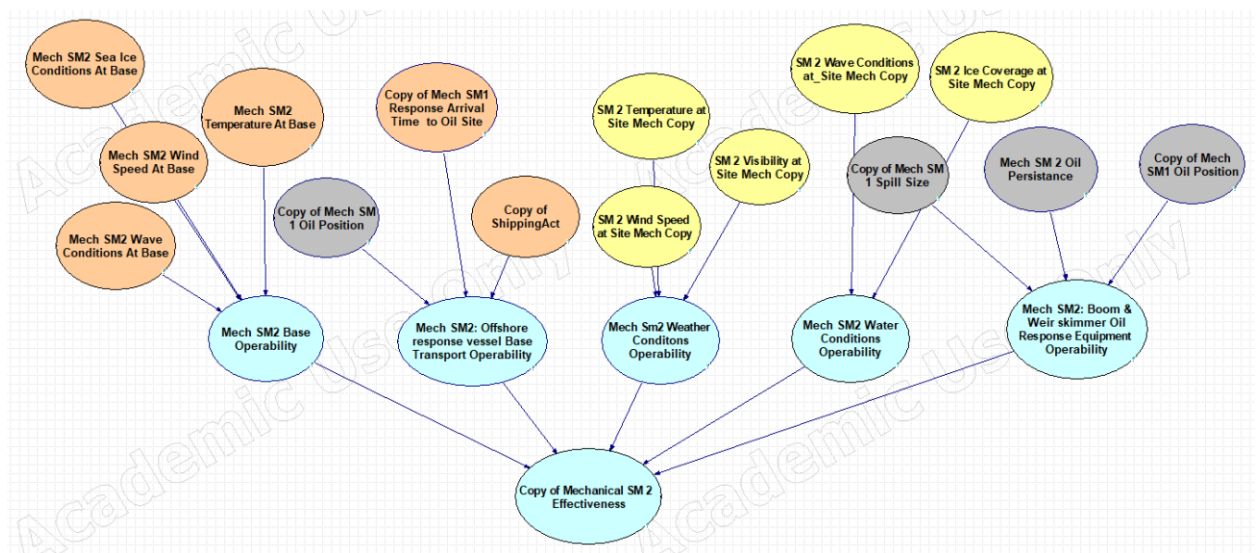 Mech SM2 Sea Ice
Conditions At Base
Mech SM2
Temperature At Base
Mech SM2 Wind
Speed At Base
Mech SM2 Wave
Conditions At Base
Copy of Mech SM1
Response Arrival
Time to Oil Site
Copy of Mech SM
1 Oil Position
Copy of
ShippingAct
SM 2 Temperature at
Site Mech Copy
SM 2 Visibility at
Site Mech Copy
SM 2 Wind Speed
at Site Mech Copy
SM 2 Wave Conditions
at_Site Mech Copy
SM 2 Ice Coverage at
Site Mech Copy
Copy of Mech SM
1 Spill Size
Mech SM 2 Oil
Persistance
Copy of Mech
SM1 Oil Position
Mech SM2 Base
Operability
Mech SM2: Offshore
response vessel Base
Transport Operability
Mech Sm2 Weather
Conditons
Operability
Mech SM2 Water
Conditions
Operability
Mech SM2: Boom &
Weir skimmer Oil
Response Equipment
Operability
Copy of Mechanical SM 2
Effectiveness
Academic Use Only
Academic Use Only
Academic Use Only
Academic